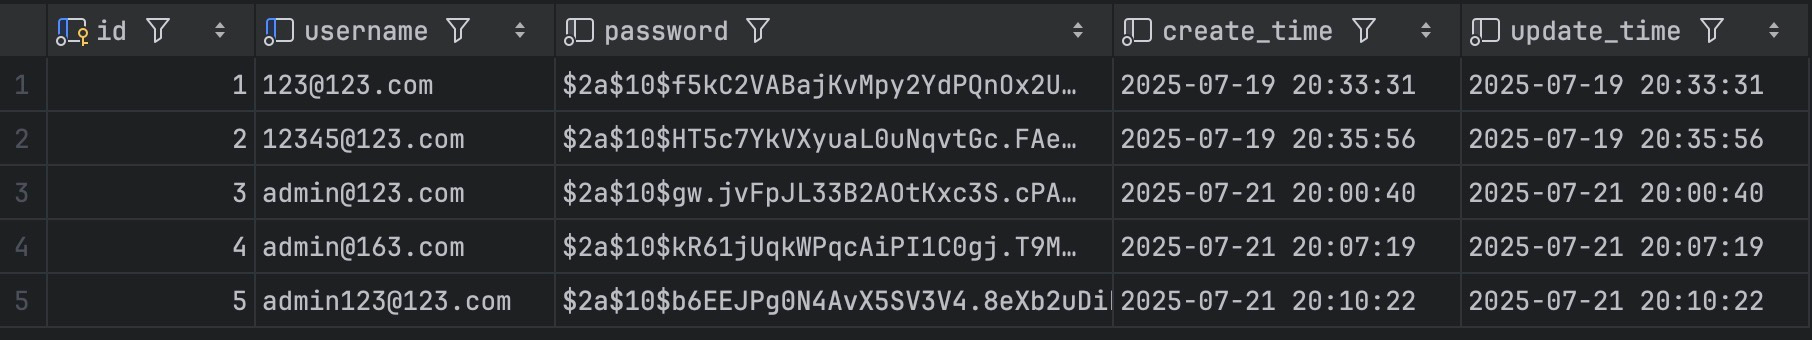 id username password create_time update_time
1 1 123@123.com $2a$10$f5kC2VABajKvMpy2YdPQnOx2U… 2025-07-19 20:33:31 2025-07-19 20:33:31
2 2 12345@123.com $2a$10$HT5c7YkVXyuaL0uNqvtGc.FAe… 2025-07-19 20:35:56 2025-07-19 20:35:56
3 3 admin@123.com $2a$10$gw.jvFpJL33B2AOtKxc3S.cPA… 2025-07-21 20:00:40 2025-07-21 20:00:40
4 4 admin@163.com $2a$10$kR61jUqkWPqcAiPI1C0gj.T9M… 2025-07-21 20:07:19 2025-07-21 20:07:19
5 5 admin123@123.com $2a$10$b6EEJPg0N4AvX5SV3V4.8eXb2uDi 2025-07-21 20:10:22 2025-07-21 20:10:22